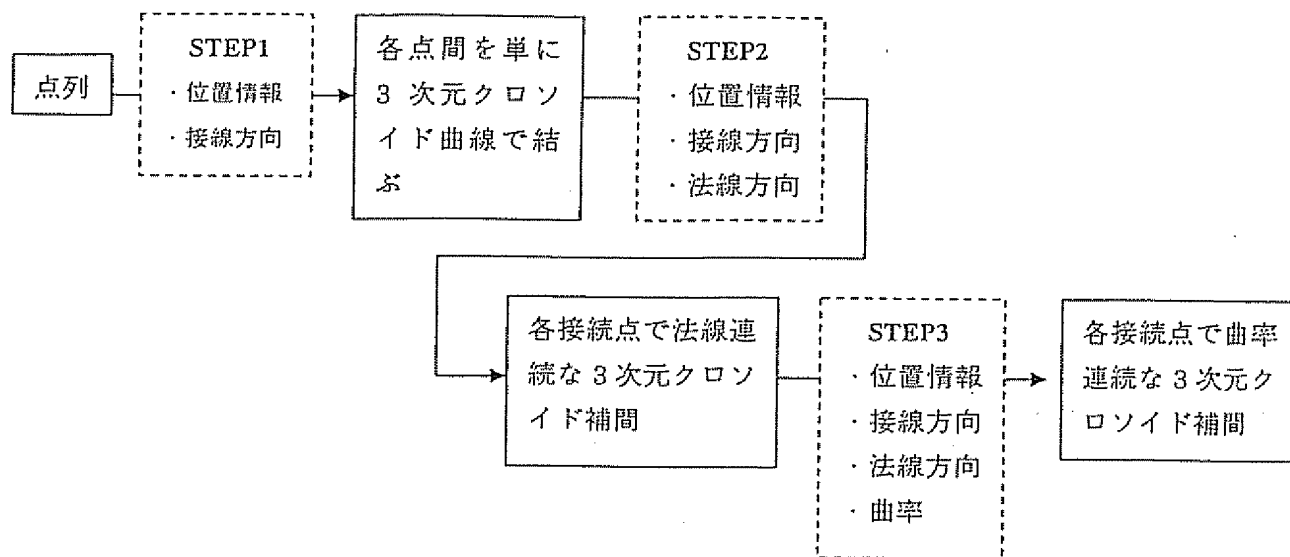 点列
STEP1
・位置情報
・接線方向
各点間を単に
3 次元クロソ
イド曲線で結
ぶ
STEP2
・位置情報
・接線方向
・法線方向
各接続点で法線連
続な 3 次元クロソ
イド補間
STEP3
・位置情報
・接線方向
・法線方向
・曲率
各接続点で曲率
連続な 3 次元ク
ロソイド補間